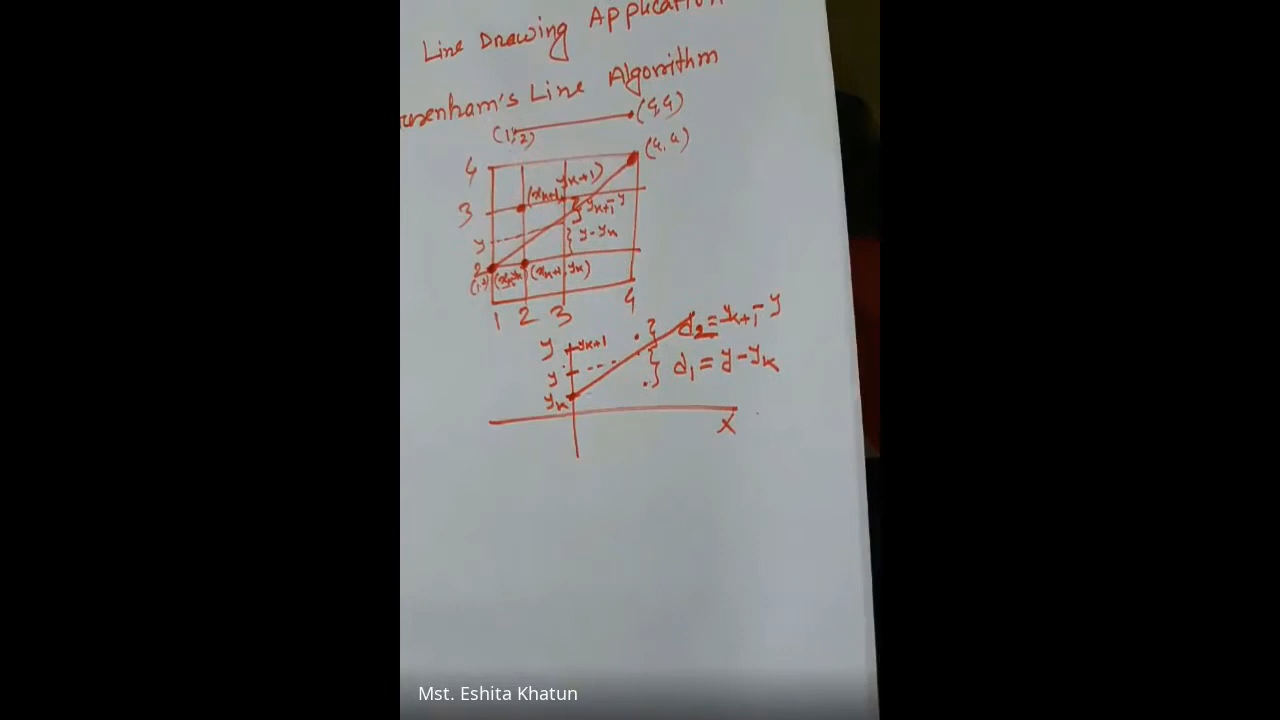 Line Drawing Application
resenham's Line Algorithm
(4,4)
(1,2)
4
(4,4)
(xk+1, yk+1)
3
yk+1-y
y
y-yk
2
(1,2)
(xk, yk)
(xk+1, yk)
1 2 3 4
y
yk+1
d2 = yk+1-y
y
d1 = y-yk
yk
X
Mst. Eshita Khatun